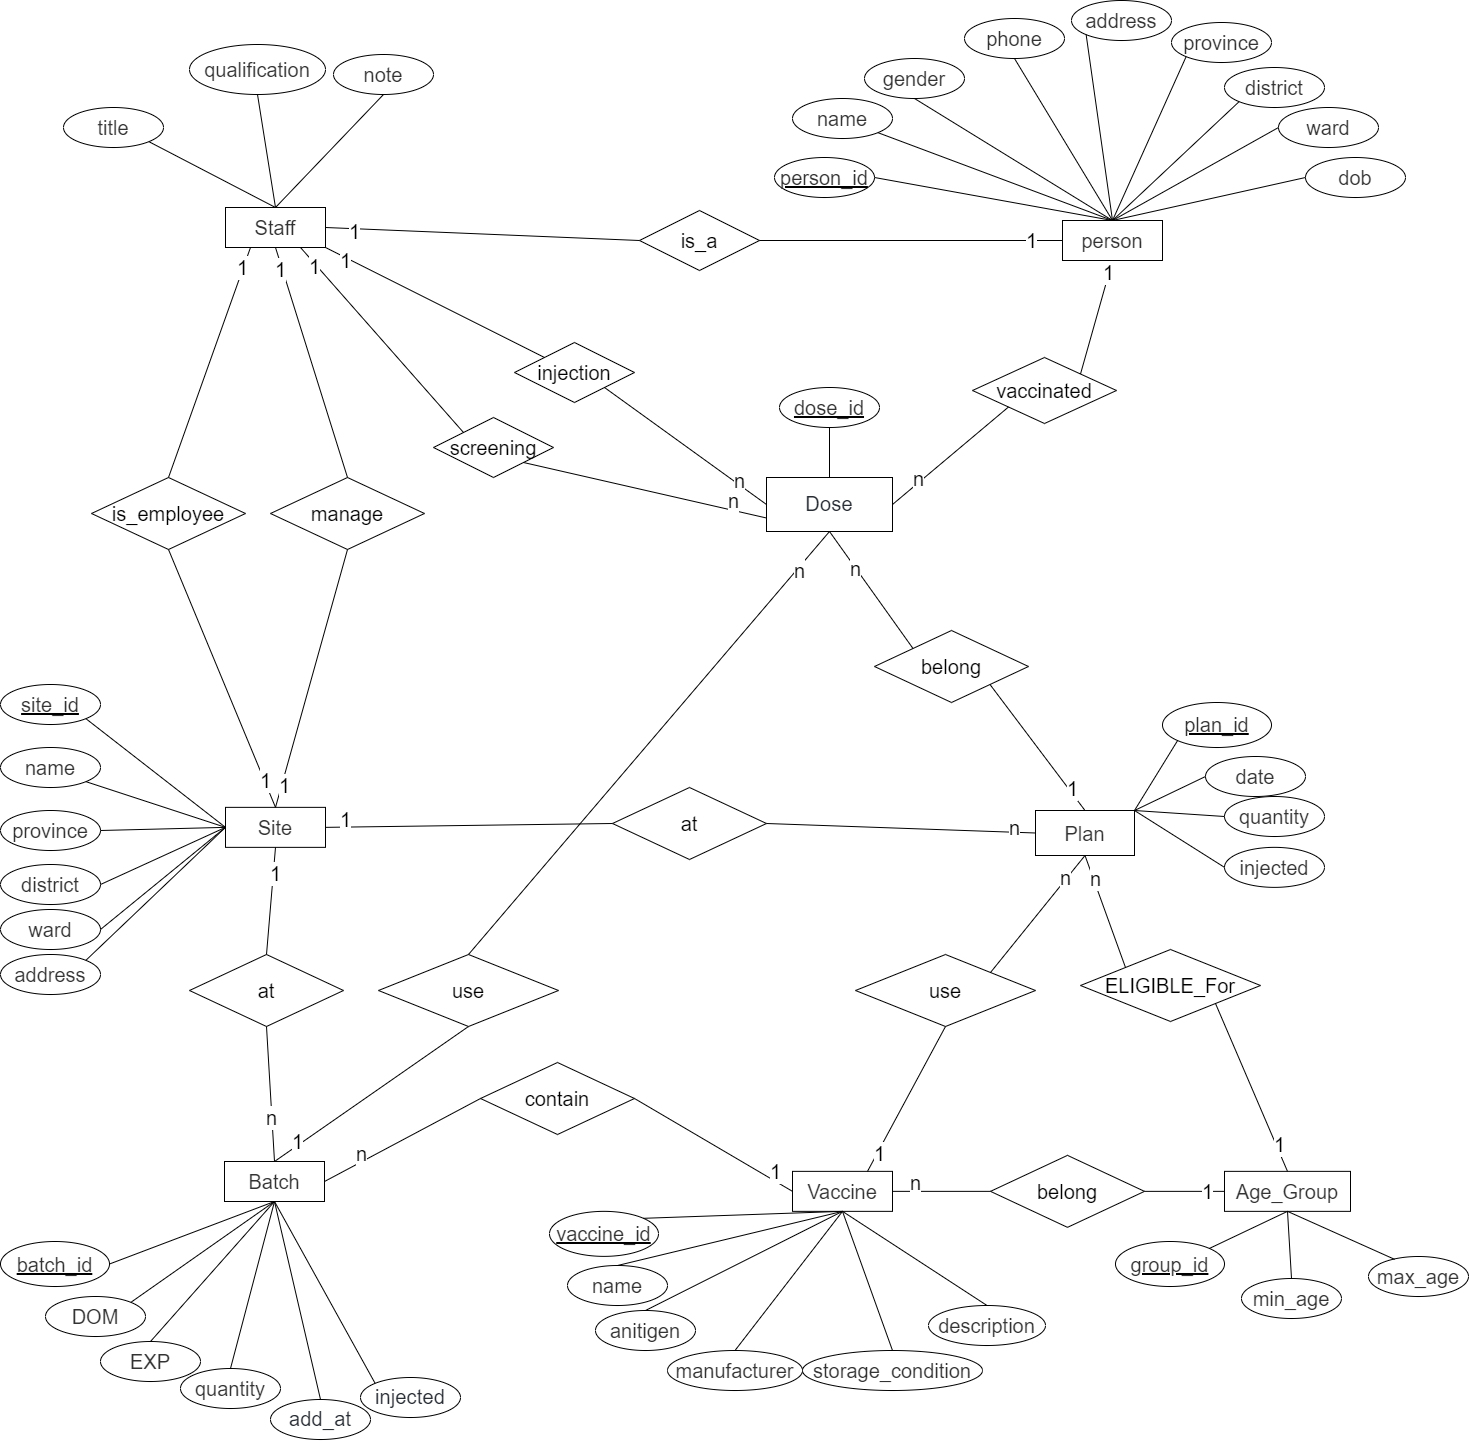 address
phone
province
qualification
note
gender
district
name
ward
title
person_id
dob
Staff
1
is_a
1
person
1
1
1
1
1
injection
vaccinated
dose_id
screening
n
n
n
Dose
is_employee
manage
n
n
belong
site_id
plan_id
name
date
1
1
1
province
Site
1
at
n
Plan
quantity
injected
district
1
n
n
ward
address
at
use
use
ELIGIBLE_For
contain
n
1
n
1
1
1
Batch
Vaccine
n
belong
1
Age_Group
batch_id
vaccine_id
group_id
name
max_age
min_age
DOM
anitigen
description
EXP
manufacturer
storage_condition
quantity
injected
add_at